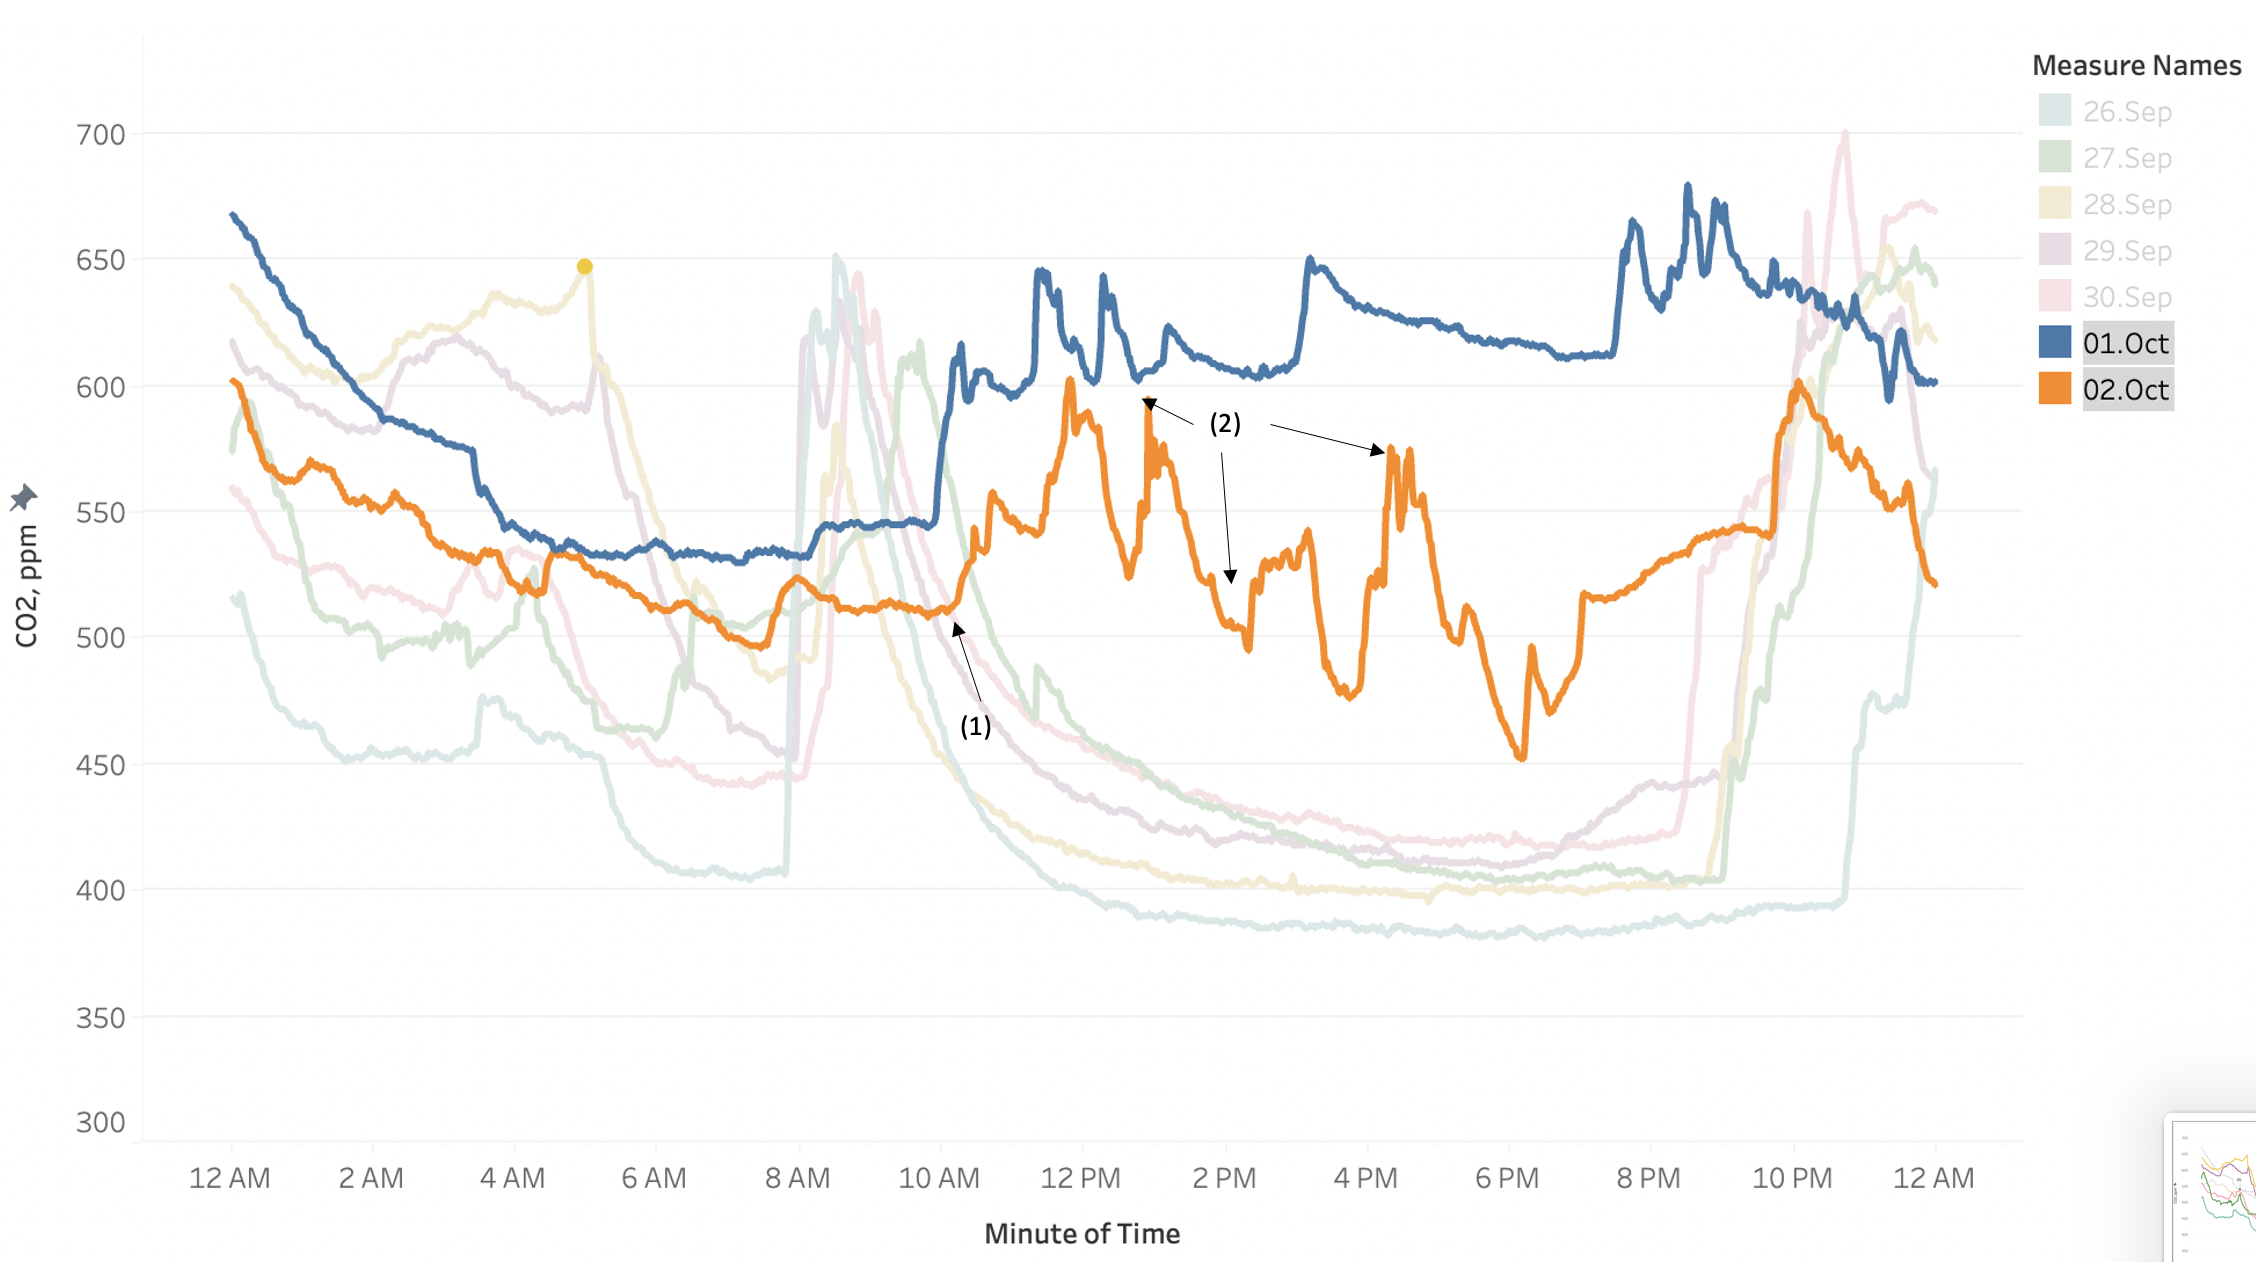 Measure Names
26.Sep
27.Sep
28.Sep
29.Sep
30.Sep
01.Oct
02.Oct
CO2, ppm
700
650
600
550
500
450
400
350
300
(2)
(1)
12 AM 2 AM 4 AM 6 AM 8 AM 10 AM 12 PM 2 PM 4 PM 6 PM 8 PM 10 PM 12 AM
Minute of Time